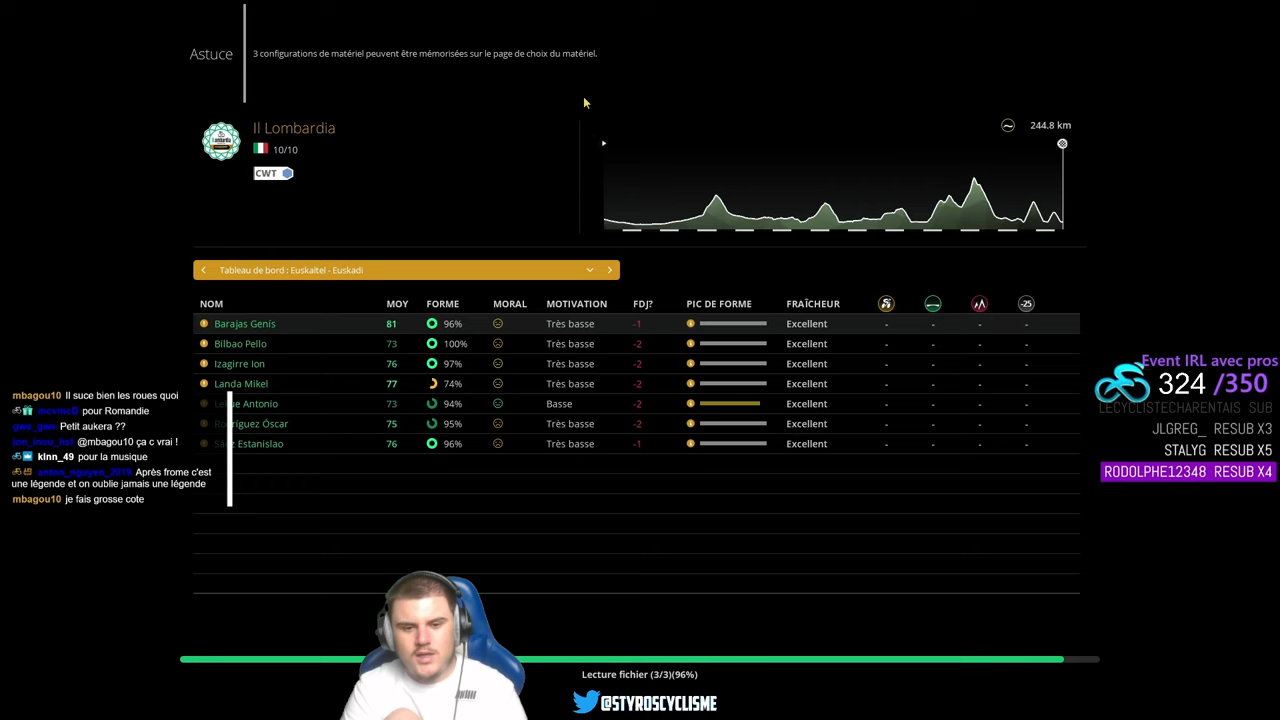 Astuce
3 configurations de matériel peuvent être mémorisées sur le page de choix du matériel.
Il Lombardia
10/10
CWT
244.8 km
Tableau de bord : Euskaltel - Euskadi
NOM MOY FORME MORAL MOTIVATION FDJ? PIC DE FORME FRAÎCHEUR -25
Barajas Genís 81 96% Très basse -1 Excellent - - - -
Bilbao Pello 73 100% Très basse -2 Excellent - - - -
Izagirre Ion 76 97% Très basse -2 Excellent - - - -
Landa Mikel 77 74% Très basse -2 Excellent - - - -
Antonio 73 94% Basse -2 Excellent - - - -
Rodríguez Óscar 75 95% Très basse -2 Excellent - - - -
Estanislao 76 96% Très basse -1 Excellent - - - -
mbagou10 Il suce bien les roues quoi
pour Romandie
Petit aukera ??
@mbagou10 ça c vrai !
klnn_49 pour la musique
Après frome c'est
une légende et on oublie jamais une légende
mbagou10 je fais grosse cote
Event IRL avec pros
324 /350
LECYCLISTECHARENTAIS SUB
JLGREG_ RESUB X3
STALYG RESUB X5
RODOLPHE12348 RESUB X4
Lecture fichier (3/3)(96%)
@STYROSCYCLISME